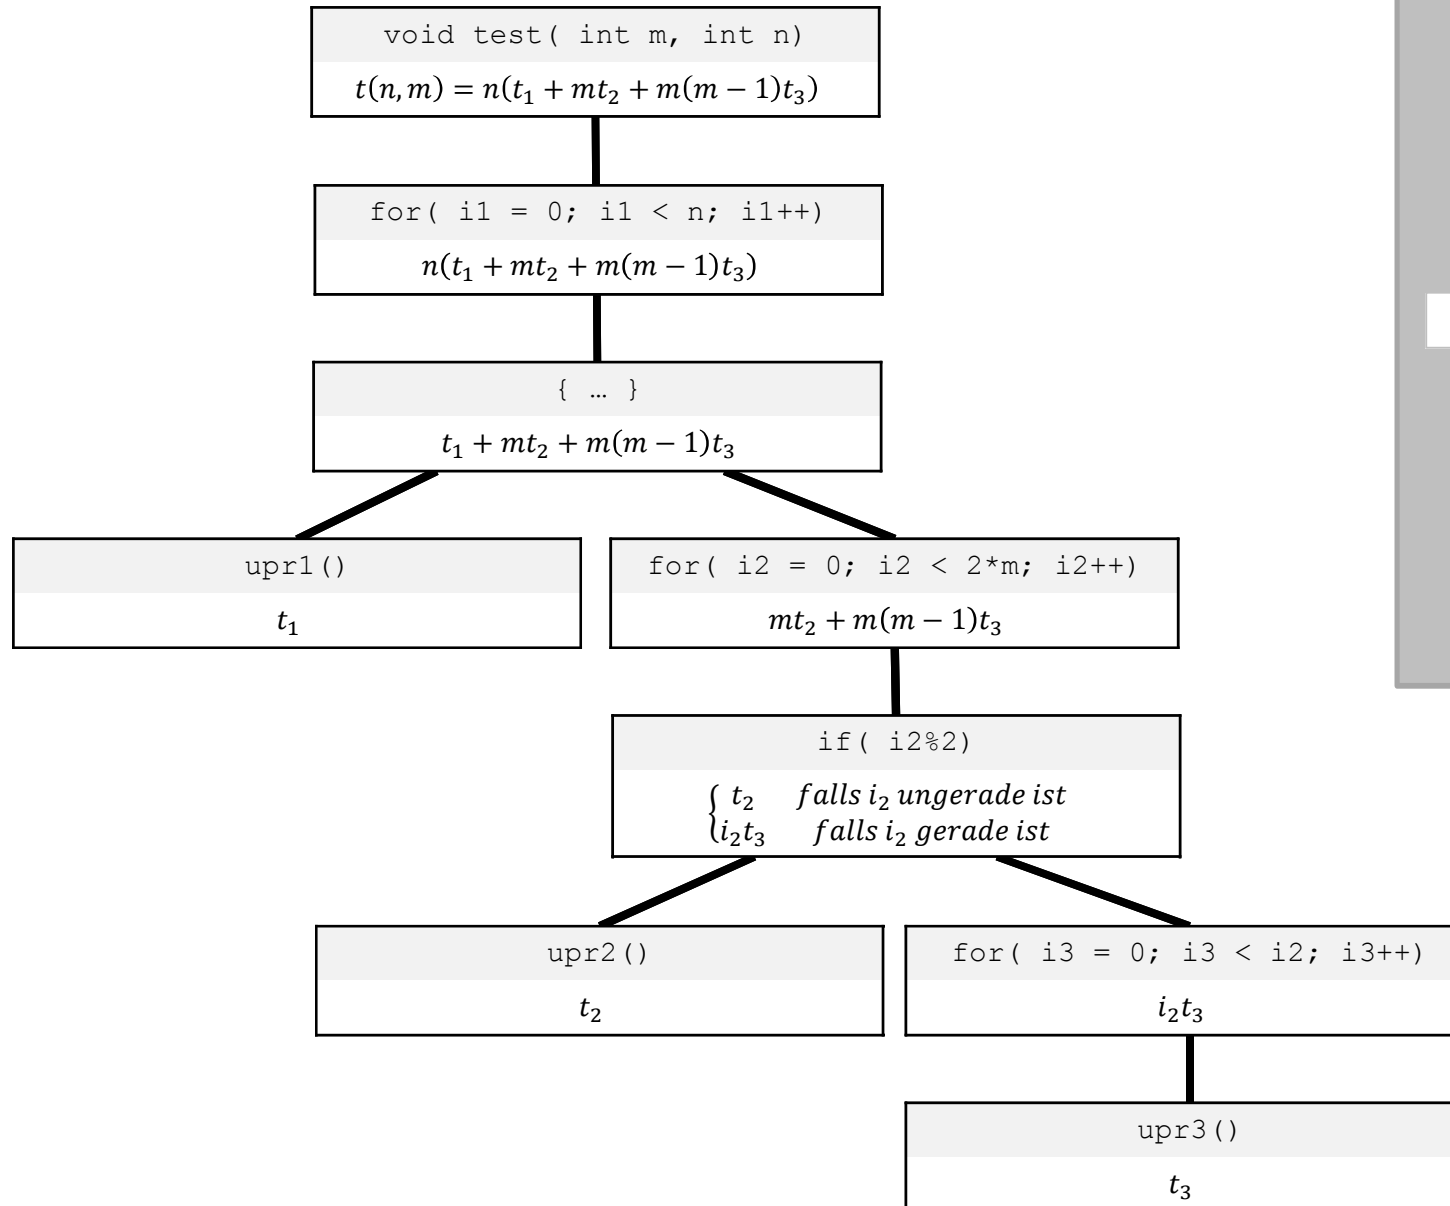 void test( int m, int n)
t(n,m) = n(t₁ + mt₂ + m(m − 1)t₃)
for( i1 = 0; i1 < n; i1++)
n(t₁ + mt₂ + m(m − 1)t₃)
{ … }
t₁ + mt₂ + m(m − 1)t₃
upr1()
t₁
for( i2 = 0; i2 < 2*m; i2++)
mt₂ + m(m − 1)t₃
if( i2%2)
{ t₂ falls i₂ ungerade ist
i₂t₃ falls i₂ gerade ist
upr2()
t₂
for( i3 = 0; i3 < i2; i3++)
i₂t₃
upr3()
t₃